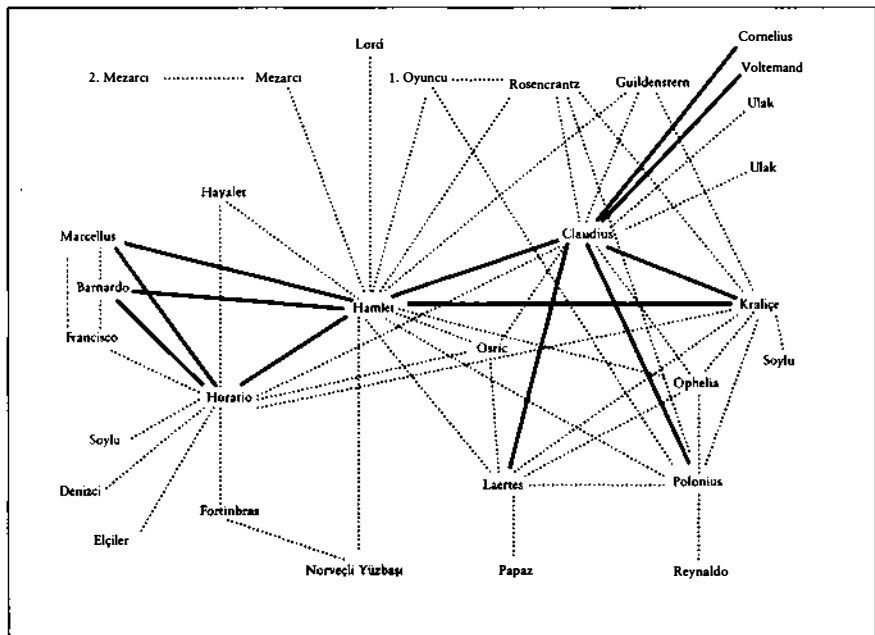 Cornelius
Lord
Voltemand
2. Mezarcı
Mezarcı
1. Oyuncu
Rosencrantz
Guildenstern
Ulak
Ulak
Hayalet
Marcellus
Claudius
Barnardo
Hamlet
Kraliçe
Francisco
Osric
Soylu
Ophelia
Horatio
Soylu
Laertes
Polonius
Denizci
Fortinbras
Elçiler
Norveçli Yüzbaşı
Papaz
Reynaldo